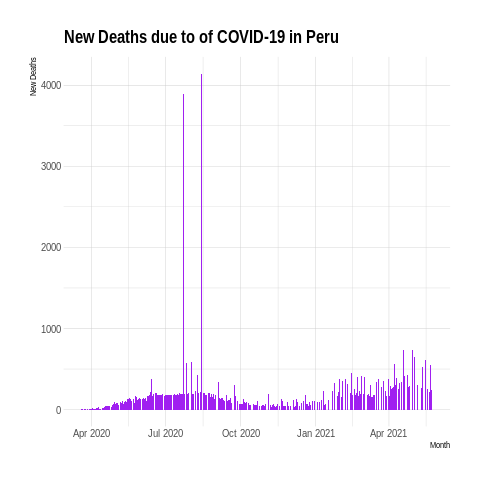 New Deaths due to of COVID-19 in Peru
New Deaths
4000
3000
2000
1000
0
Apr 2020
Jul 2020
Oct 2020
Jan 2021
Apr 2021
Month